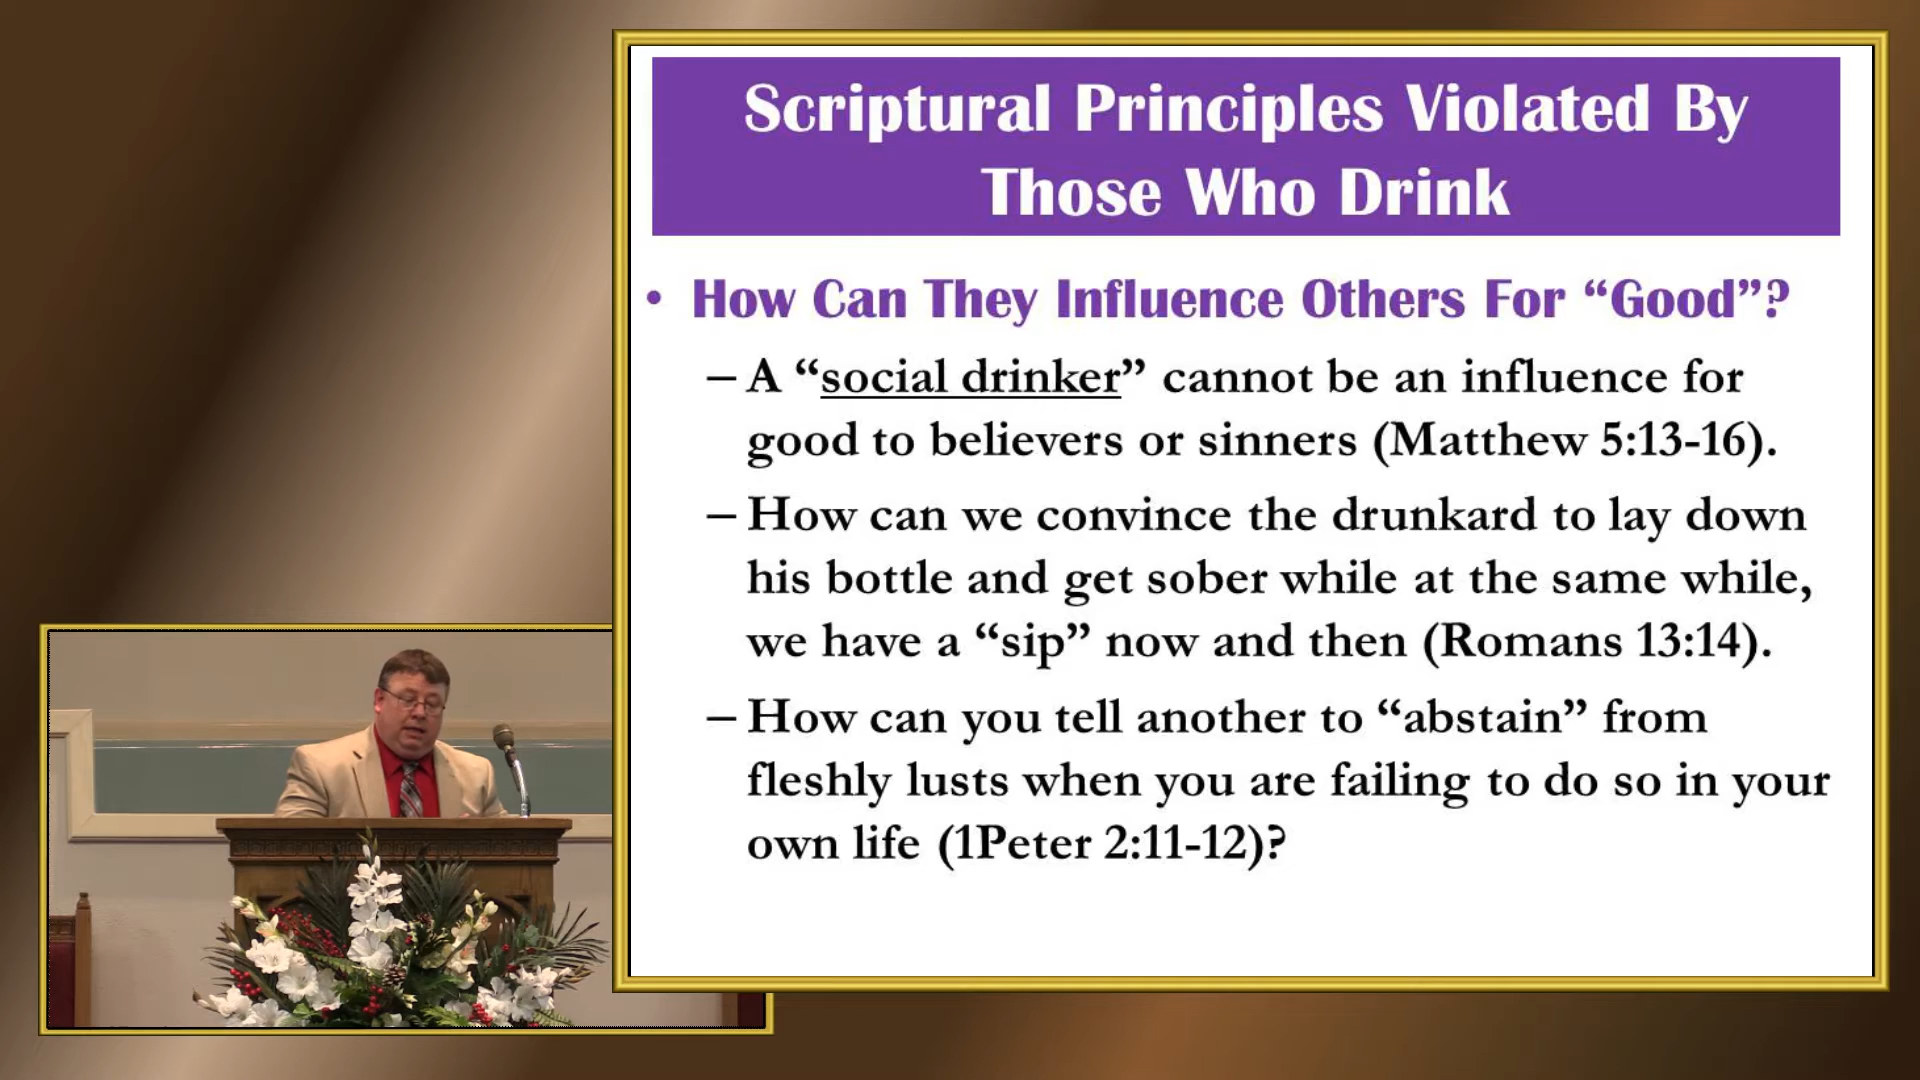 Scriptural Principles Violated By
Those Who Drink
• How Can They Influence Others For “Good”?
– A “social drinker” cannot be an influence for
good to believers or sinners (Matthew 5:13-16).
– How can we convince the drunkard to lay down
his bottle and get sober while at the same while,
we have a “sip” now and then (Romans 13:14).
– How can you tell another to “abstain” from
fleshly lusts when you are failing to do so in your
own life (1Peter 2:11-12)?